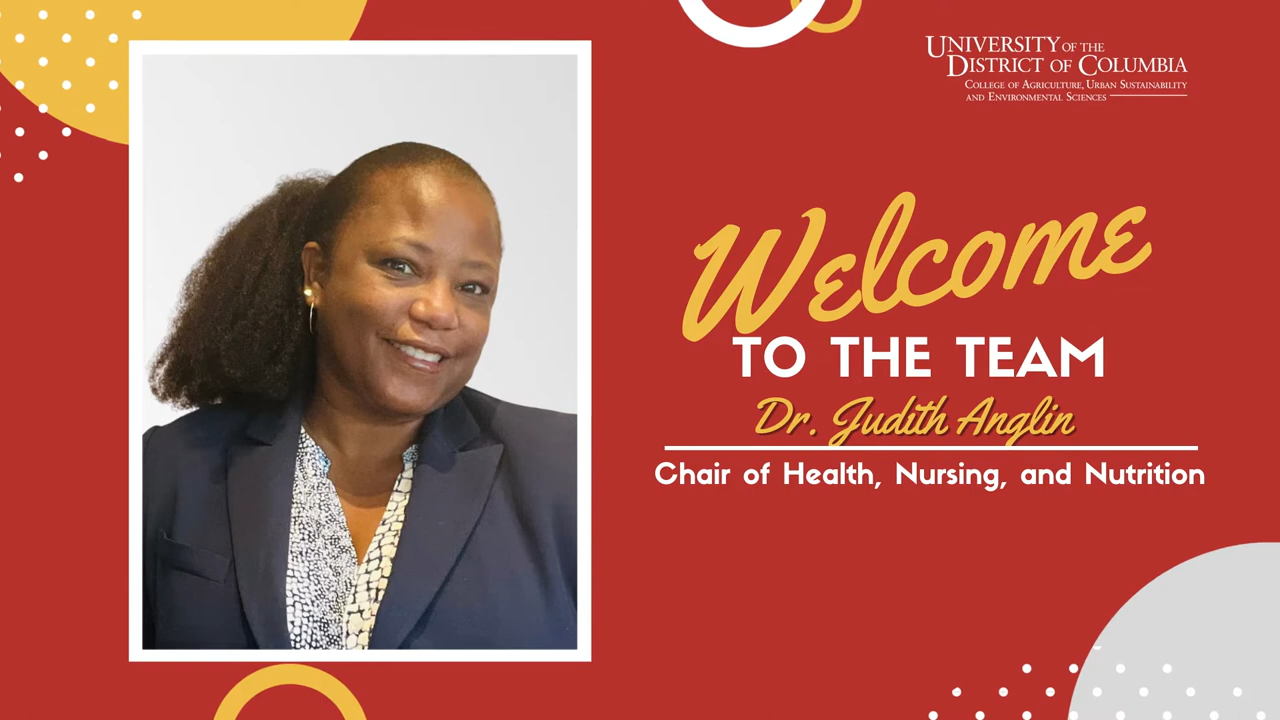 UNIVERSITY OF THE
DISTRICT OF COLUMBIA
COLLEGE OF AGRICULTURE, URBAN SUSTAINABILITY
AND ENVIRONMENTAL SCIENCES
Welcome
TO THE TEAM
Dr. Judith Anglin
Chair of Health, Nursing, and Nutrition